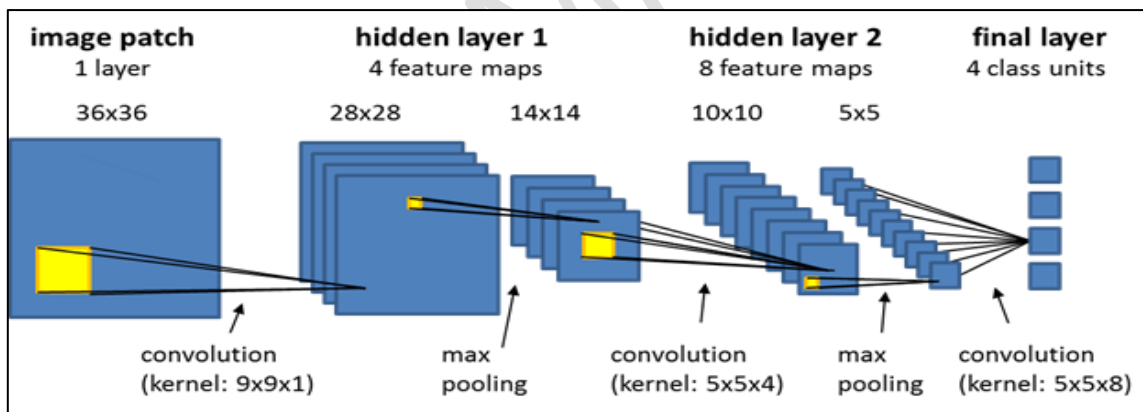 image patch
1 layer
36x36
hidden layer 1
4 feature maps
28x28
14x14
hidden layer 2
8 feature maps
10x10
5x5
final layer
4 class units
convolution
(kernel: 9x9x1)
max
pooling
convolution
(kernel: 5x5x4)
max
pooling
convolution
(kernel: 5x5x8)